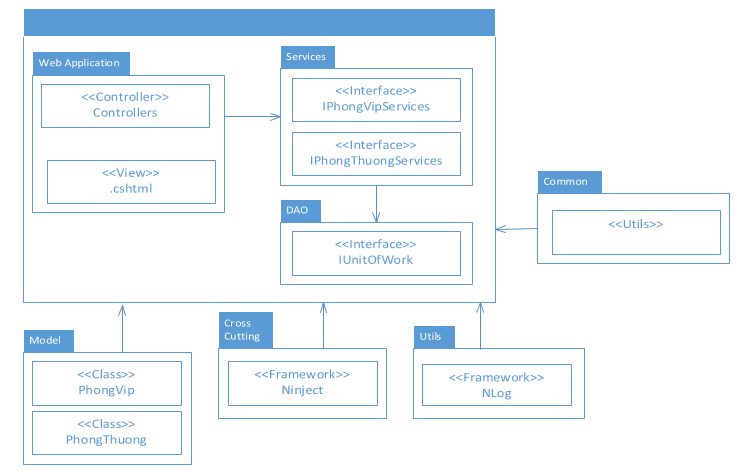 Web Application
<<Controller>>
Controllers
<<View>>
.cshtml
Services
<<Interface>>
IPhongVipServices
<<Interface>>
IPhongThuongServices
DAO
<<Interface>>
IUnitOfWork
Common
<<Utils>>
Model
<<Class>>
PhongVip
<<Class>>
PhongThuong
Cross
Cutting
<<Framework>>
Ninject
Utils
<<Framework>>
NLog